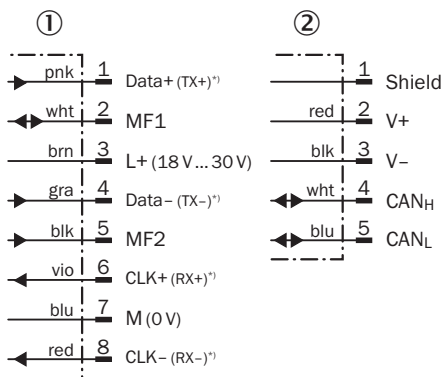 ①
pnk 1 Data+ (TX+)*)
wht 2 MF1
brn 3 L+ (18 V... 30 V)
gra 4 Data– (TX–)*)
blk 5 MF2
vio 6 CLK+ (RX+)*)
blu 7 M (0 V)
red 8 CLK– (RX–)*)
②
1 Shield
red 2 V+
blk 3 V–
wht 4 CANH
blu 5 CANL